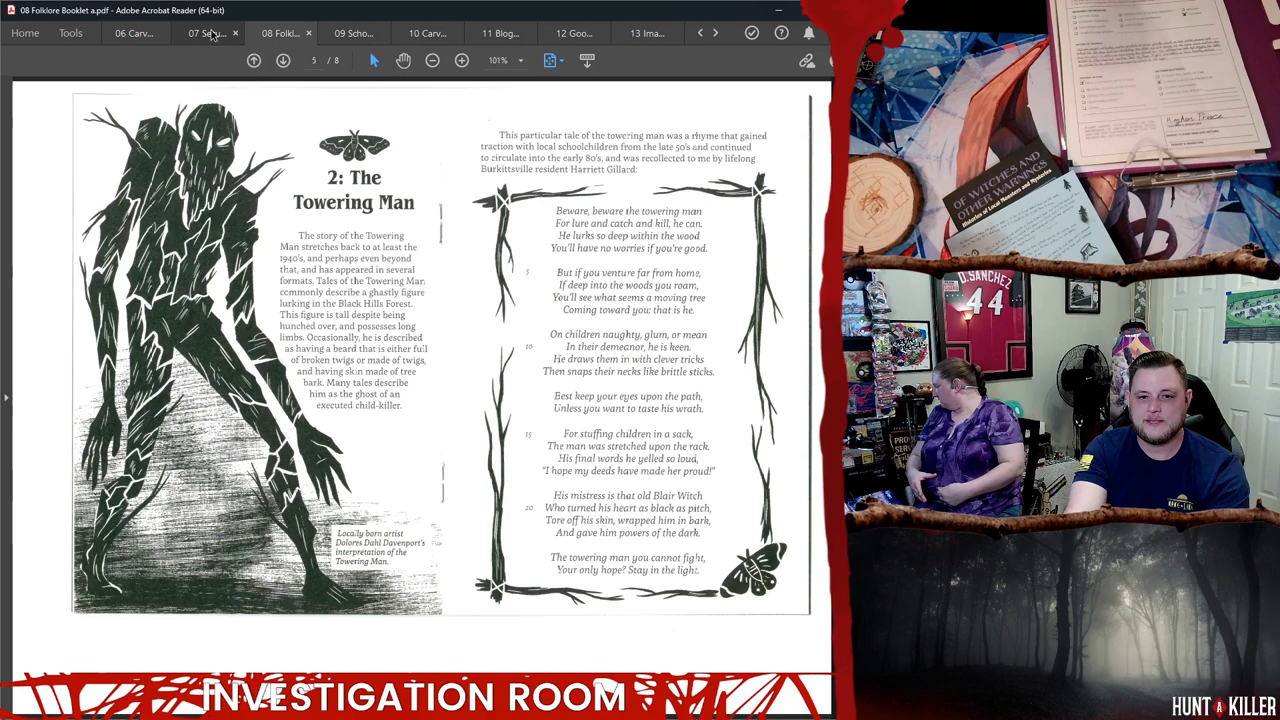 08 Folklore Booklet a.pdf - Adobe Acrobat Reader (64-bit)
Home
Tools
06 Carv...
08 Folkl...
09 Scho...
10 Carv...
11 Blog...
12 Goo...
13 Ima...
5 / 8
101%
2: The
Towering Man
The story of the Towering
Man stretches back to at least the
1940's, and perhaps even beyond
that, and has appeared in several
formats. Tales of the Towering Man
commonly describe a ghastly figure
lurking in the Black Hills Forest.
This figure is tall despite being
hunched over, and possesses long
limbs. Occasionally, he is described
as having a beard that is either full
of broken twigs or made of twigs,
and having skin made of tree
bark. Many tales describe
him as the ghost of an
executed child-killer.
Locally born artist
Dolores Dahl Davenport's
interpretation of the
Towering Man.
This particular tale of the towering man was a rhyme that gained
traction with local schoolchildren from the late 50's and continued
to circulate into the early 80's, and was recollected to me by lifelong
Burkittsville resident Harriett Gillard:
Beware, beware the towering man
For lure and catch and kill, he can.
He lurks so deep within the wood
You'll have no worries if you're good.
5 But if you venture far from home,
If deep into the woods you roam,
You'll see what seems a moving tree
Coming toward you: that is he.
On children naughty, glum, or mean
10 In their demeanor, he is keen.
He draws them in with clever tricks
Then snaps their necks like brittle sticks.
Best keep your eyes upon the path,
Unless you want to taste his wrath.
15 For stuffing children in a sack,
The man was stretched upon the rack.
His final words he yelled so loud,
"I hope my deeds have made her proud!"
His mistress is that old Blair Witch
20 Who turned his heart as black as pitch,
Tore off his skin, wrapped him in bark,
And gave him powers of the dark.
The towering man you cannot fight,
Your only hope? Stay in the light.
OF WITCHES AND
OTHER WARNINGS
Histories of Local Monsters and Mysteries
D.SANCHEZ
44
INVESTIGATION ROOM
HUNT A KILLER